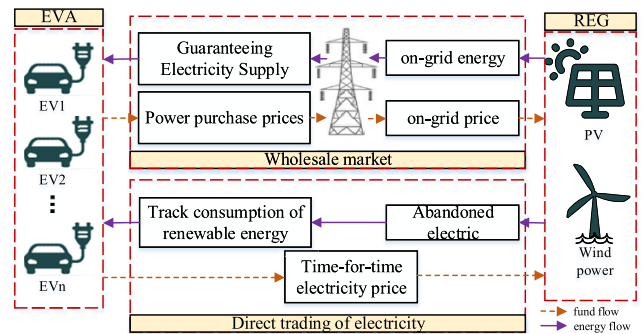 EVA
REG
EV1
EV2
EVn
Guaranteeing
Electricity Supply
on-grid energy
Power purchase prices
on-grid price
Wholesale market
Track consumption of
renewable energy
Abandoned
electric
Time-for-time
electricity price
Direct trading of electricity
PV
Wind
power
fund flow
energy flow